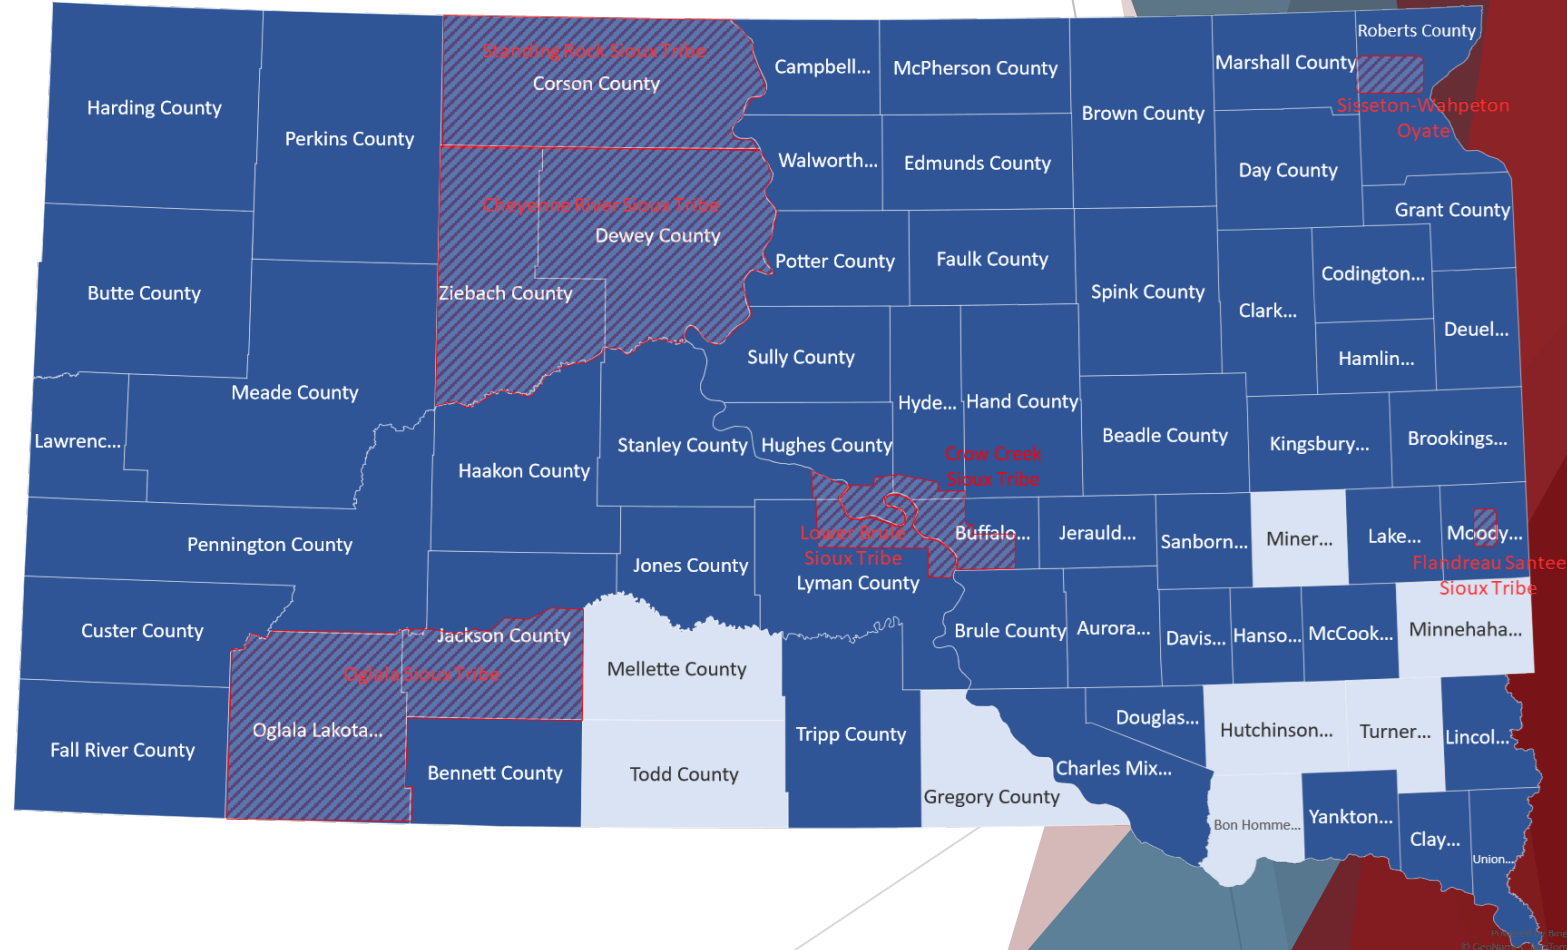 Roberts County
Standing Rock Sioux Tribe
Corson County
Campbell...
McPherson County
Marshall County
Harding County
Perkins County
Brown County
Sisseton-Wahpeton
Oyate
Walworth...
Edmunds County
Day County
Cheyenne River Sioux Tribe
Dewey County
Grant County
Potter County
Faulk County
Codington...
Butte County
Ziebach County
Spink County
Clark...
Deuel...
Sully County
Hamlin...
Meade County
Hyde...
Hand County
Lawrenc...
Stanley County
Hughes County
Beadle County
Kingsbury...
Brookings...
Haakon County
Crow Creek
Sioux Tribe
Pennington County
Lower Brule
Sioux Tribe
Buffalo...
Jerauld...
Sanborn...
Miner...
Lake...
Moody...
Jones County
Lyman County
Flandreau Santee
Sioux Tribe
Custer County
Jackson County
Brule County
Aurora...
Davis...
Hanso...
McCook...
Minnehaha...
Oglala Sioux Tribe
Mellette County
Oglala Lakota...
Tripp County
Douglas...
Hutchinson...
Turner...
Lincol...
Fall River County
Bennett County
Todd County
Charles Mix...
Gregory County
Bon Homme...
Yankton...
Clay...
Union...